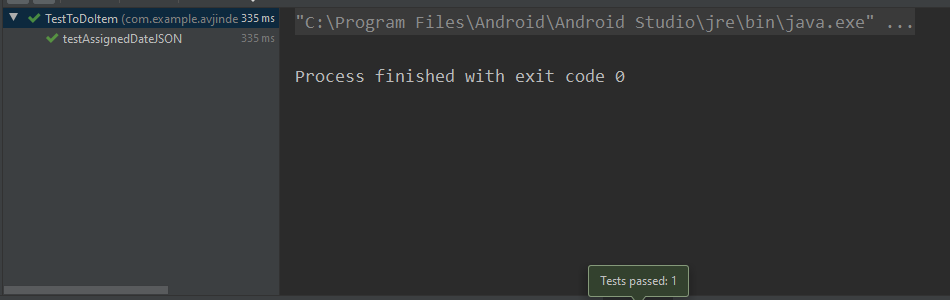 TestToDoItem (com.example.avjinde 335 ms
testAssignedDateJSON 335 ms
"C:\Program Files\Android\Android Studio\jre\bin\java.exe" ...
Process finished with exit code 0
Tests passed: 1